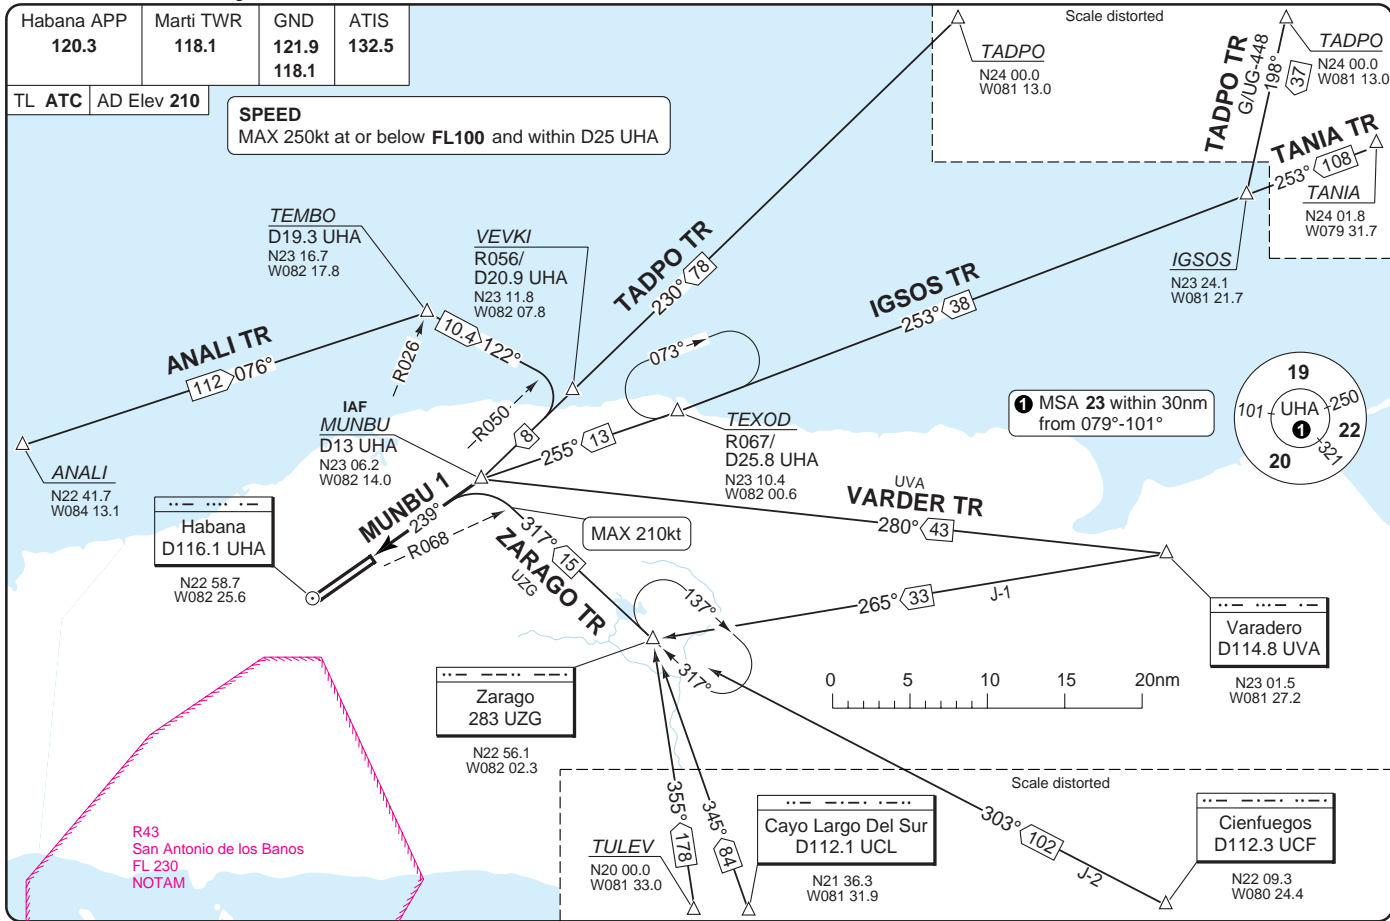 Habana APP
120.3
Marti TWR
118.1
GND
121.9
118.1
ATIS
132.5
TL ATC
AD Elev 210
SPEED
MAX 250kt at or below FL100 and within D25 UHA
Scale distorted
TADPO
N24 00.0
W081 13.0
TADPO TR
G/UG-448
198°
37
TADPO
N24 00.0
W081 13.0
TANIA TR
253°
108
TANIA
N24 01.8
W079 31.7
IGSOS
N23 24.1
W081 21.7
TEMBO
D19.3 UHA
N23 16.7
W082 17.8
VEVKI
R056/
D20.9 UHA
N23 11.8
W082 07.8
TADPO TR
230°
78
IGSOS TR
253°
38
ANALI TR
112
076°
R026
10.4
122°
R050
8
073°
255°
13
TEXOD
R067/
D25.8 UHA
N23 10.4
W082 00.6
IAF
MUNBU
D13 UHA
N23 06.2
W082 14.0
ANALI
N22 41.7
W084 13.1
1 MSA 23 within 30nm
from 079°-101°
19
101
UHA
1
250
22
321
20
Habana
D116.1 UHA
N22 58.7
W082 25.6
MUNBU 1
239°
R068
MAX 210kt
317°
15
ZARAGO TR
UZG
UVA
VARDER TR
280°
43
265°
33
J-1
137°
317°
Varadero
D114.8 UVA
N23 01.5
W081 27.2
Zarago
283 UZG
N22 56.1
W082 02.3
0
5
10
15
20nm
Scale distorted
R43
San Antonio de los Banos
FL 230
NOTAM
TULEV
N20 00.0
W081 33.0
355°
178
345°
84
Cayo Largo Del Sur
D112.1 UCL
N21 36.3
W081 31.9
303°
102
J-2
Cienfuegos
D112.3 UCF
N22 09.3
W080 24.4